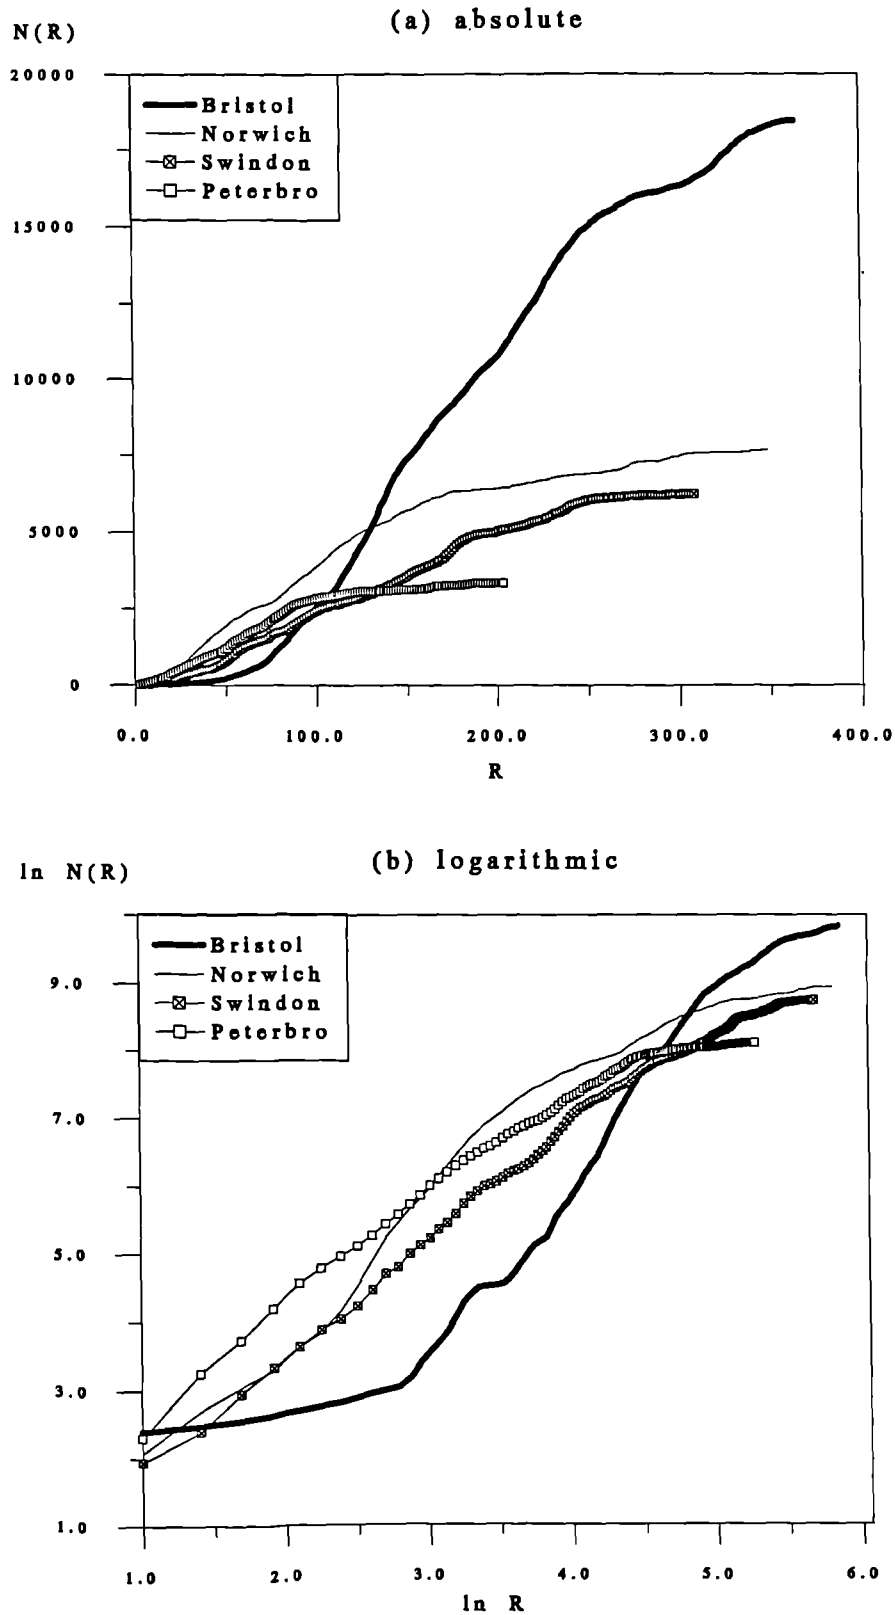 (a) absolute
N(R)
20000
15000
10000
5000
0
Bristol
Norwich
Swindon
Peterbro
0.0 100.0 200.0 300.0 400.0
R
(b) logarithmic
ln N(R)
9.0
7.0
5.0
3.0
1.0
Bristol
Norwich
Swindon
Peterbro
1.0 2.0 3.0 4.0 5.0 6.0
ln R